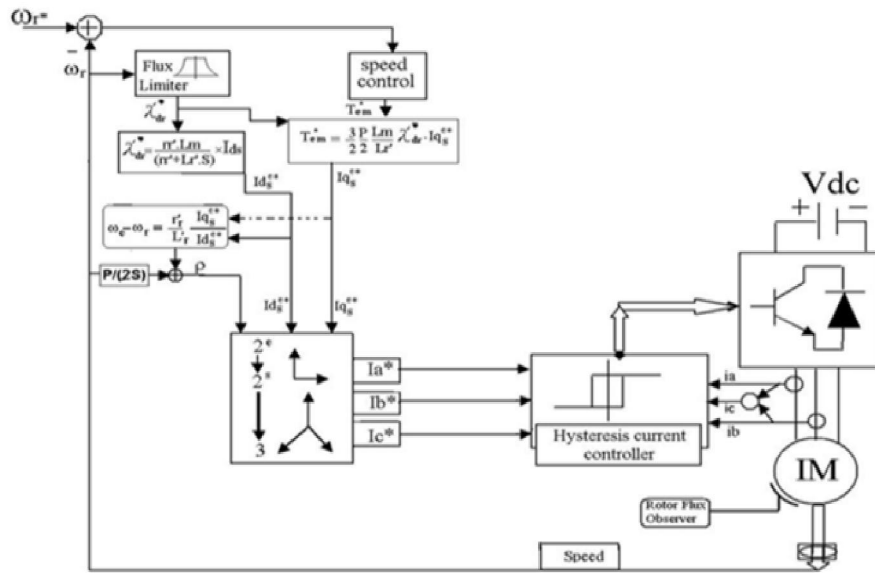 ωr*
−
ωr
Flux
Limiter
speed
control
λ'*dr
T*em
T*em = 3/2 P/2 Lm/Lr' λ'*dr · Iqs^e*
λ'*dr = rr'.Lm/(rr'+Lr'.S) × Ids
Ids^e*
Iqs^e*
ωe-ωr = r'r/L'r Iqs^e*/Ids^e*
P/(2S)
ρ
Ids^e*
Iqs^e*
2e
2s
3
Ia*
Ib*
Ic*
Hysteresis current
controller
Vdc
+
−
ia
ic
ib
IM
Rotor Flux
Observer
Speed